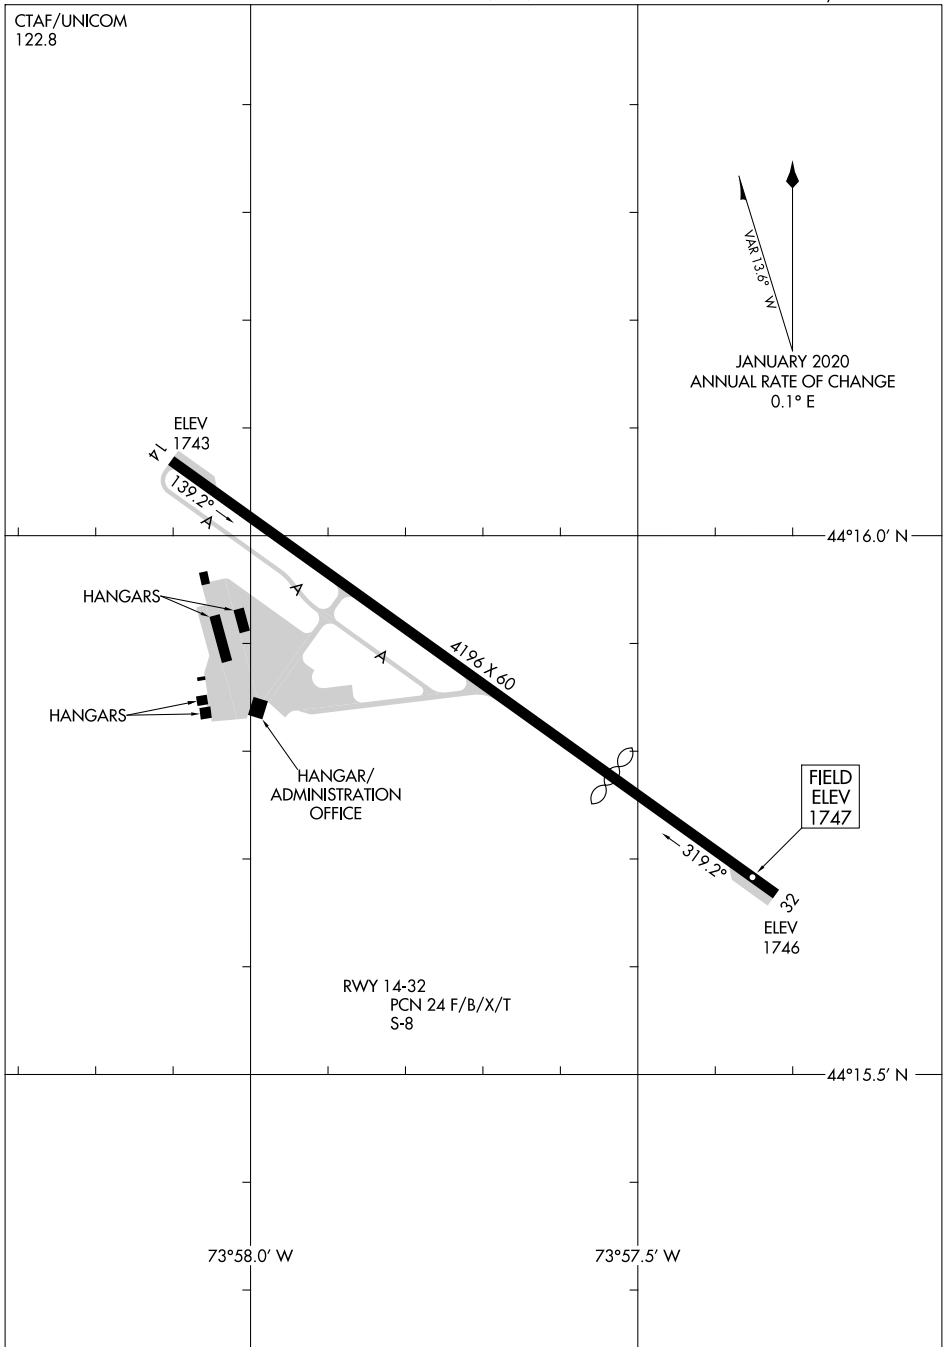 CTAF/UNICOM
122.8
VAR 13.6° W
JANUARY 2020
ANNUAL RATE OF CHANGE
0.1° E
ELEV
1743
14
139.2°
A
44°16.0' N
A
HANGARS
A
4196 X 60
HANGARS
HANGAR/
ADMINISTRATION
OFFICE
FIELD
ELEV
1747
319.2°
32
ELEV
1746
RWY 14-32
PCN 24 F/B/X/T
S-8
44°15.5' N
73°58.0' W
73°57.5' W